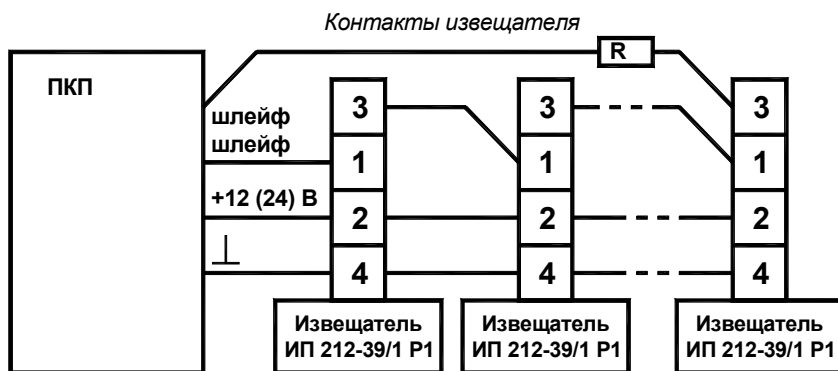 Контакты извещателя
R
ПКП
шлейф
шлейф
+12 (24) В
3
1
2
4
3
1
2
4
3
1
2
4
Извещатель
ИП 212-39/1 Р1
Извещатель
ИП 212-39/1 Р1
Извещатель
ИП 212-39/1 Р1